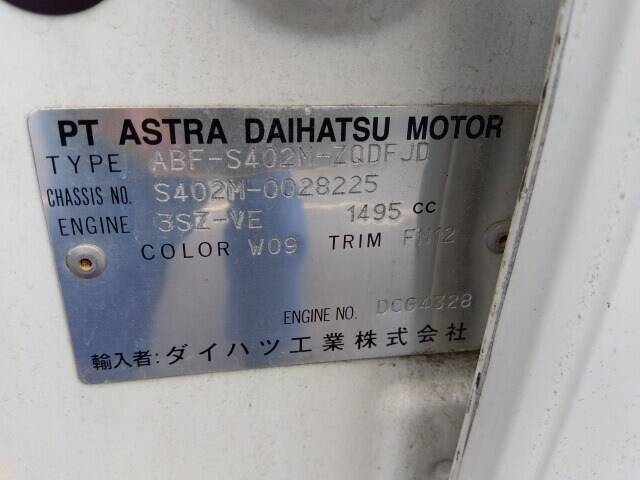 PT ASTRA DAIHATSU MOTOR
TYPE ABF-S402M-ZQDFJD
CHASSIS NO. S402M-0028225
ENGINE 3SZ-VE 1495 CC
COLOR W09 TRIM FM12
ENGINE NO. DCG4328
輸入者: ダイハツ工業株式会社